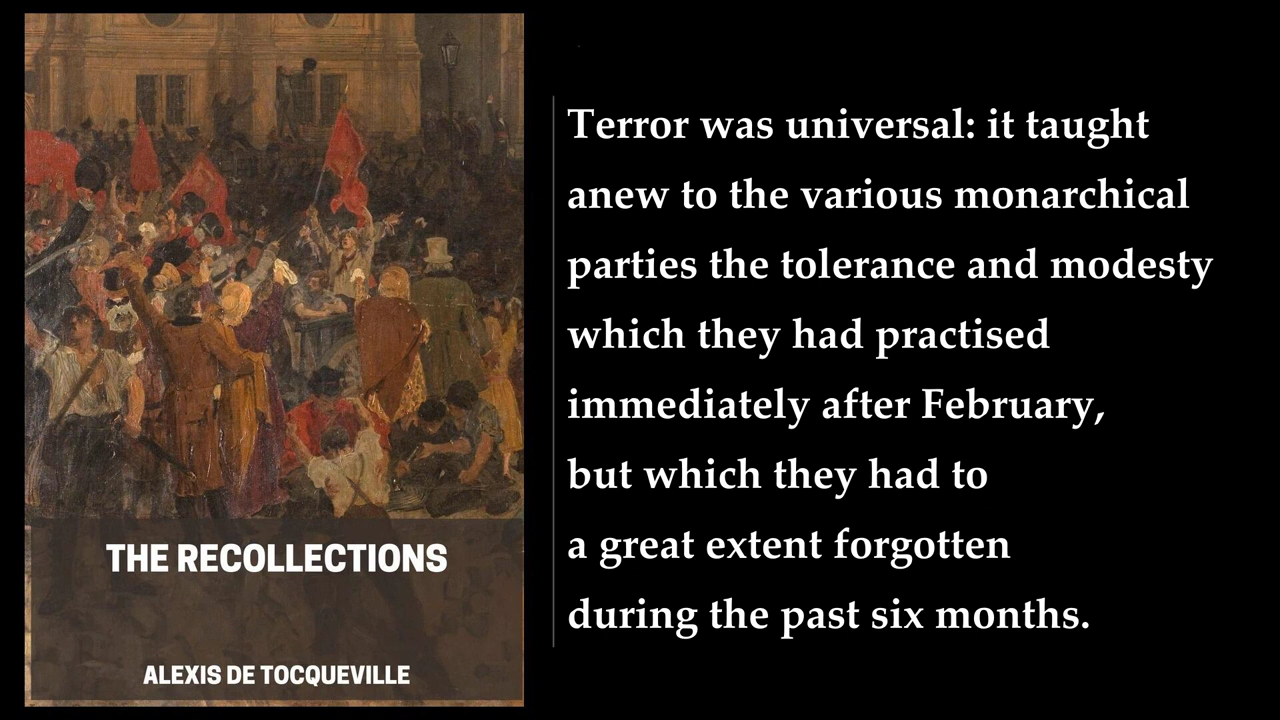 THE RECOLLECTIONS
ALEXIS DE TOCQUEVILLE
Terror was universal: it taught
anew to the various monarchical
parties the tolerance and modesty
which they had practised
immediately after February,
but which they had to
a great extent forgotten
during the past six months.